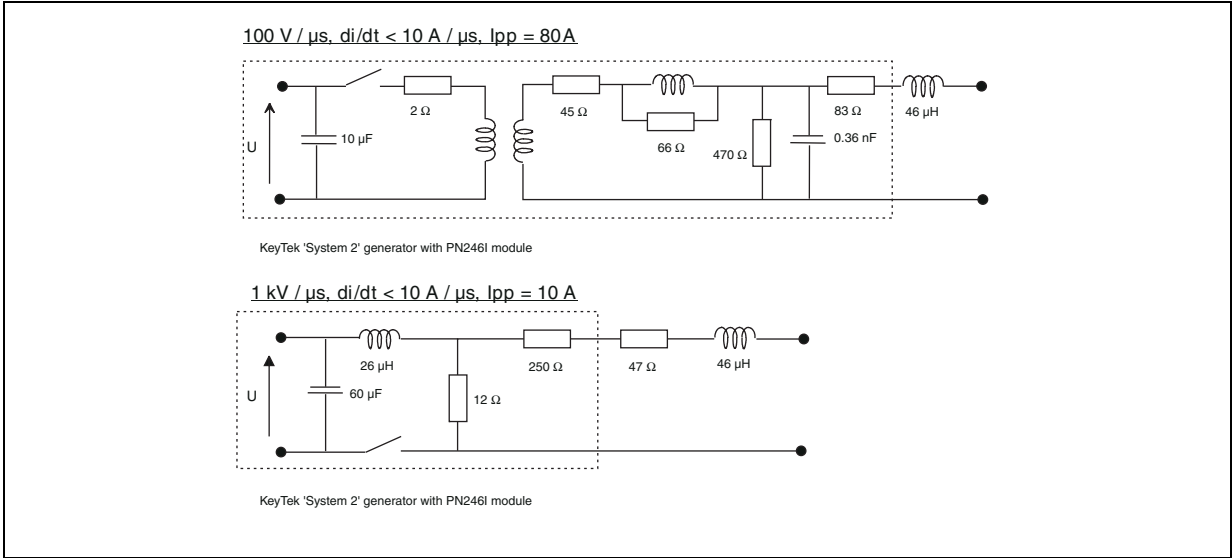 100 V / µs, di/dt < 10 A / µs, Ipp = 80 A
2 Ω
45 Ω
83 Ω
46 µH
U
10 µF
66 Ω
470 Ω
0.36 nF
KeyTek 'System 2' generator with PN246I module
1 kV / µs, di/dt < 10 A / µs, Ipp = 10 A
26 µH
250 Ω
47 Ω
46 µH
U
60 µF
12 Ω
KeyTek 'System 2' generator with PN246I module